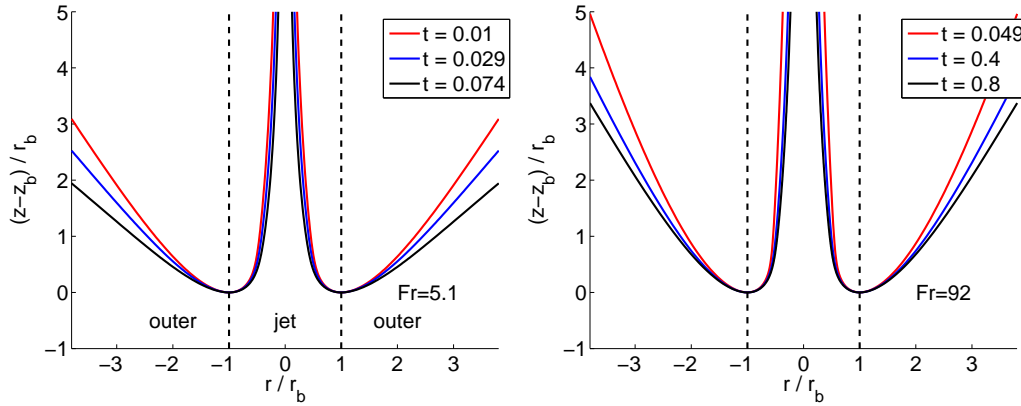 5
4
3
2
1
0
−1
−3
−2
−1
0
1
2
3
(z−z_b) / r_b
r / r_b
t = 0.01
t = 0.029
t = 0.074
Fr=5.1
outer
jet
outer
5
4
3
2
1
0
−1
−3
−2
−1
0
1
2
3
(z−z_b) / r_b
r / r_b
t = 0.049
t = 0.4
t = 0.8
Fr=92